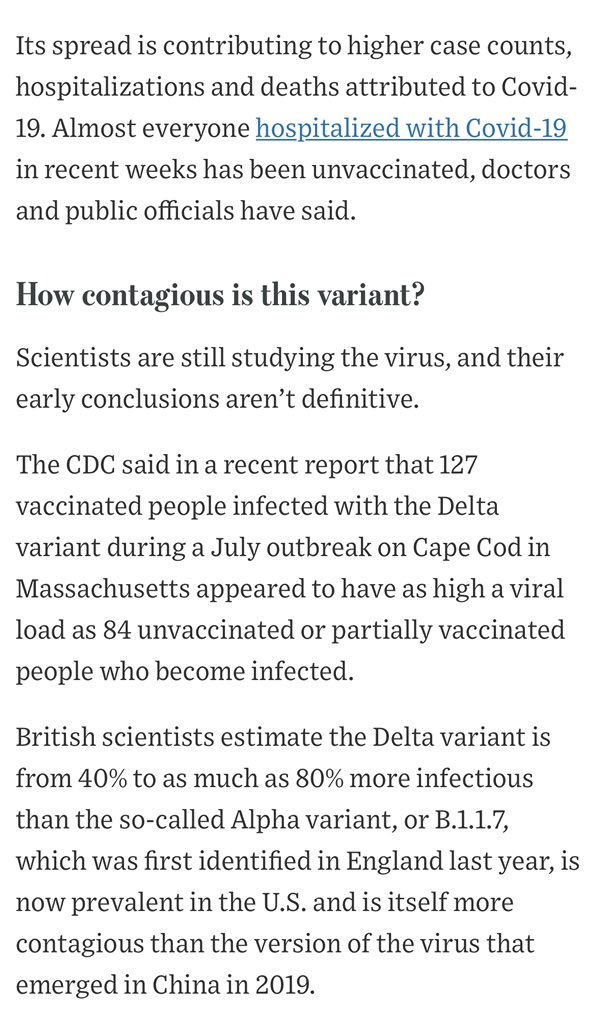 Its spread is contributing to higher case counts,
hospitalizations and deaths attributed to Covid-
19. Almost everyone hospitalized with Covid-19
in recent weeks has been unvaccinated, doctors
and public officials have said.
How contagious is this variant?
Scientists are still studying the virus, and their
early conclusions aren’t definitive.
The CDC said in a recent report that 127
vaccinated people infected with the Delta
variant during a July outbreak on Cape Cod in
Massachusetts appeared to have as high a viral
load as 84 unvaccinated or partially vaccinated
people who become infected.
British scientists estimate the Delta variant is
from 40% to as much as 80% more infectious
than the so-called Alpha variant, or B.1.1.7,
which was first identified in England last year, is
now prevalent in the U.S. and is itself more
contagious than the version of the virus that
emerged in China in 2019.